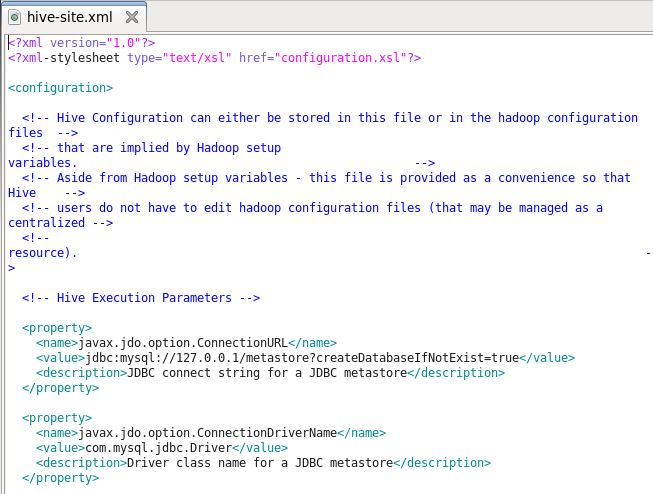 hive-site.xml
<?xml version="1.0"?>
<?xml-stylesheet type="text/xsl" href="configuration.xsl"?>
<configuration>
<!-- Hive Configuration can either be stored in this file or in the hadoop configuration
files  -->
<!-- that are implied by Hadoop setup
variables. -->
<!-- Aside from Hadoop setup variables - this file is provided as a convenience so that
Hive    -->
<!-- users do not have to edit hadoop configuration files (that may be managed as a
centralized -->
<!--
resource). -
>
<!-- Hive Execution Parameters -->
<property>
<name>javax.jdo.option.ConnectionURL</name>
<value>jdbc:mysql://127.0.0.1/metastore?createDatabaseIfNotExist=true</value>
<description>JDBC connect string for a JDBC metastore</description>
</property>
<property>
<name>javax.jdo.option.ConnectionDriverName</name>
<value>com.mysql.jdbc.Driver</value>
<description>Driver class name for a JDBC metastore</description>
</property>